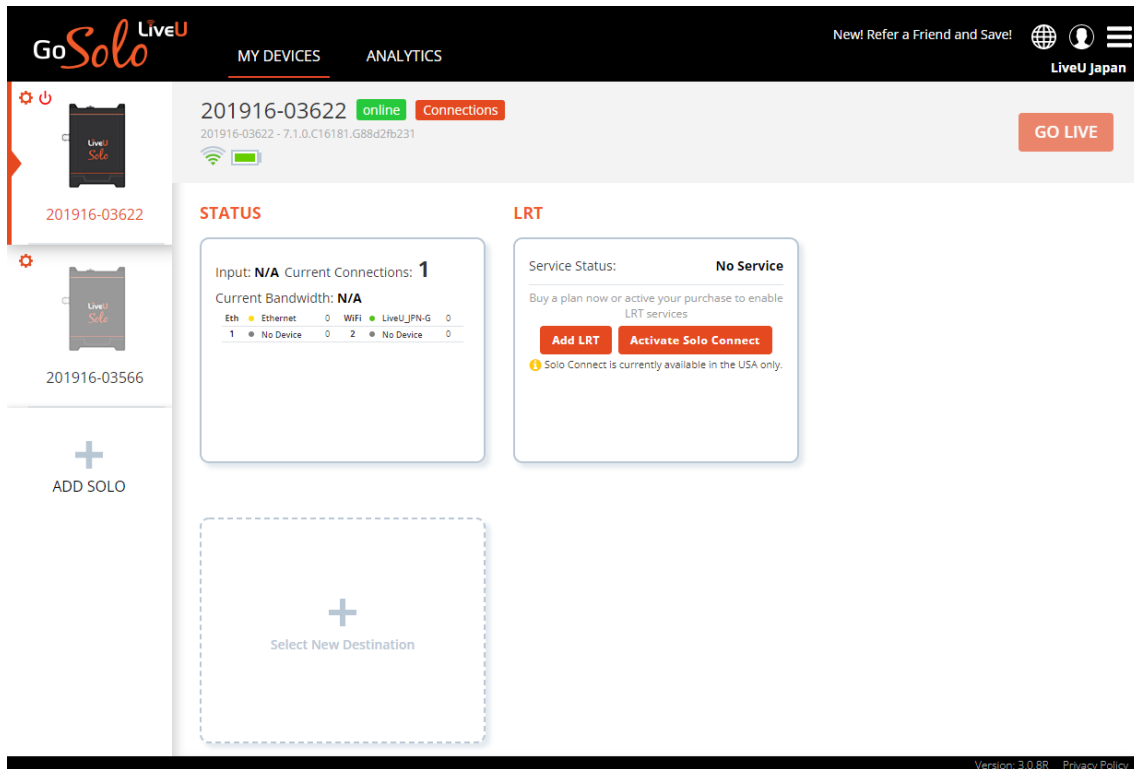 LiveU
GoSolo
MY DEVICES
ANALYTICS
New! Refer a Friend and Save!
LiveU Japan
LiveU
Solo
201916-03622
LiveU
Solo
201916-03566
ADD SOLO
201916-03622 online Connections
201916-03622 - 7.1.0.C16181.G88d2fb231
GO LIVE
STATUS
Input: N/A Current Connections: 1
Current Bandwidth: N/A
Eth Ethernet 0 WiFi LiveU_JPN-G 0
1 No Device 0 2 No Device 0
LRT
Service Status: No Service
Buy a plan now or active your purchase to enable
LRT services
Add LRT Activate Solo Connect
Solo Connect is currently available in the USA only.
Select New Destination
Version: 3.0.8R Privacy Policy